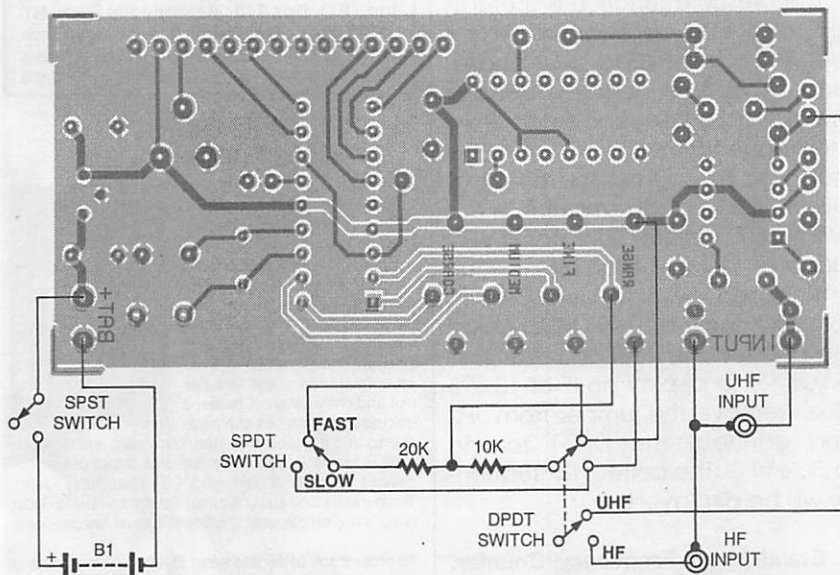 COARSE
MEDIUM
FINE
RANGE
BAT+
INPUT
SPST
SWITCH
+ B1
SPDT
SWITCH
FAST
SLOW
20K
10K
DPDT
SWITCH
UHF
HF
UHF
INPUT
HF
INPUT